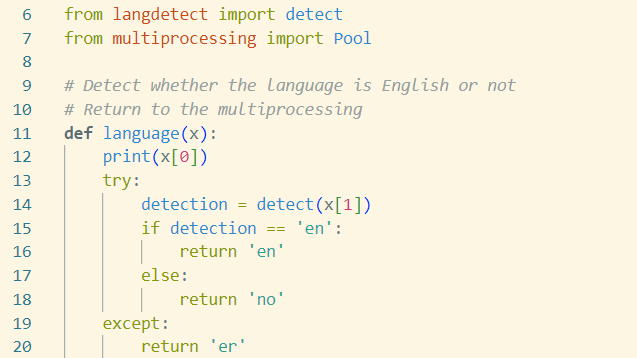 6 from langdetect import detect
7 from multiprocessing import Pool
8
9 # Detect whether the language is English or not
10 # Return to the multiprocessing
11 def language(x):
12     print(x[0])
13     try:
14         detection = detect(x[1])
15         if detection == 'en':
16             return 'en'
17         else:
18             return 'no'
19     except:
20         return 'er'